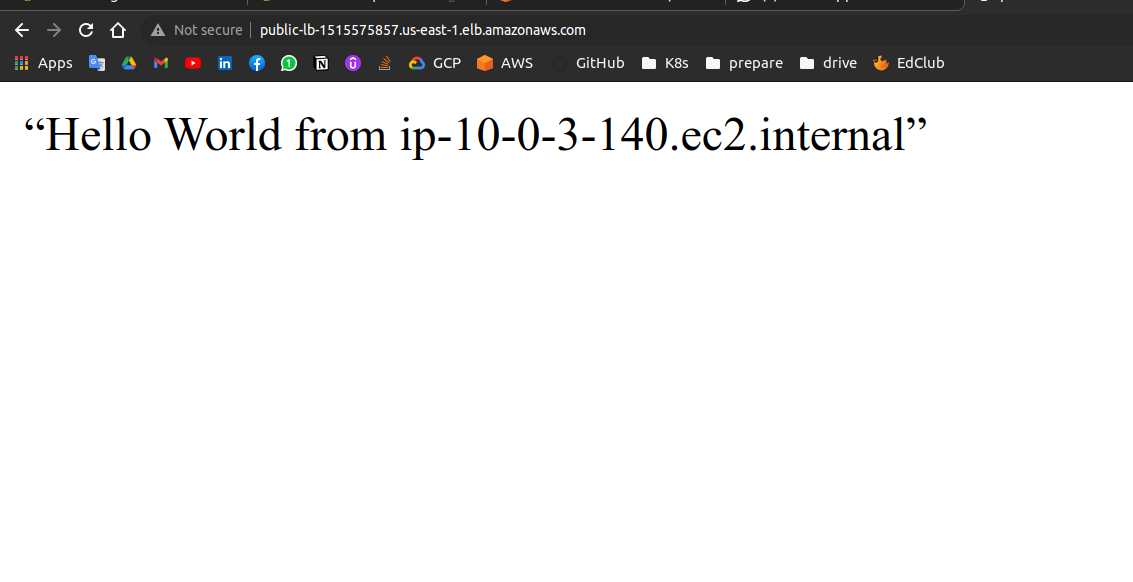 Not secure public-lb-1515575857.us-east-1.elb.amazonaws.com
Apps 1 GCP AWS GitHub K8s prepare drive EdClub
“Hello World from ip-10-0-3-140.ec2.internal”